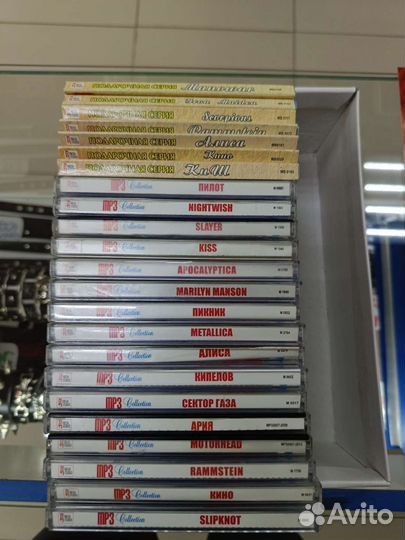 ПОДАРОЧНАЯ СЕРИЯ Manowar
ПОДАРОЧНАЯ СЕРИЯ Iron Maiden
ПОДАРОЧНАЯ СЕРИЯ Scorpions
ПОДАРОЧНАЯ СЕРИЯ Rammstein
ПОДАРОЧНАЯ СЕРИЯ Алиса
ПОДАРОЧНАЯ СЕРИЯ Кино
ПОДАРОЧНАЯ СЕРИЯ КиШ
MP3 Collection ПИЛОТ
MP3 Collection NIGHTWISH
MP3 Collection SLAYER
MP3 Collection KISS
MP3 Collection APOCALYPTICA
MP3 Collection MARILYN MANSON
MP3 Collection ПИКНИК
MP3 Collection METALLICA
MP3 Collection АЛИСА
MP3 Collection КИПЕЛОВ
MP3 Collection СЕКТОР ГАЗА
MP3 Collection АРИЯ
MP3 Collection MOTORHEAD
MP3 Collection RAMMSTEIN
MP3 Collection КИНО
MP3 Collection SLIPKNOT
Avito